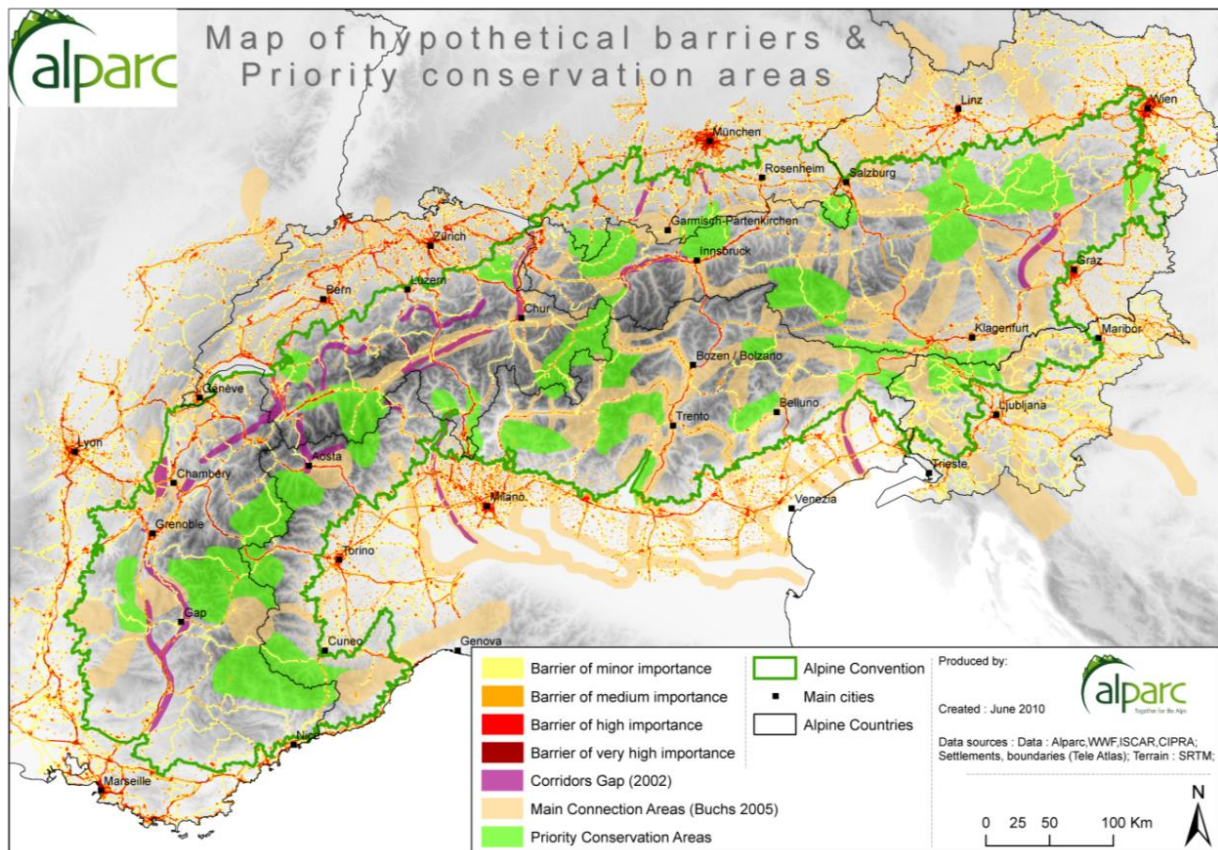 alparc
Map of hypothetical barriers &
Priority conservation areas
Linz
Wien
München
Rosenheim
Salzburg
Garmisch-Partenkirchen
Zürich
Innsbruck
Graz
Luzern
Bern
Chur
Klagenfurt
Maribor
Bozen / Bolzano
Genève
Belluno
Ljubljana
Trento
Lyon
Aosta
Trieste
Chambéry
Milano
Venezia
Grenoble
Torino
Gap
Cuneo
Genova
Nice
Marseille
Barrier of minor importance
Barrier of medium importance
Barrier of high importance
Barrier of very high importance
Corridors Gap (2002)
Main Connection Areas (Buchs 2005)
Priority Conservation Areas
Alpine Convention
Main cities
Alpine Countries
Produced by:
alparc
Together for the Alps
Created : June 2010
Data sources : Data : Alparc,WWF,ISCAR,CIPRA;
Settlements, boundaries (Tele Atlas); Terrain : SRTM;
N
0 25 50 100 Km